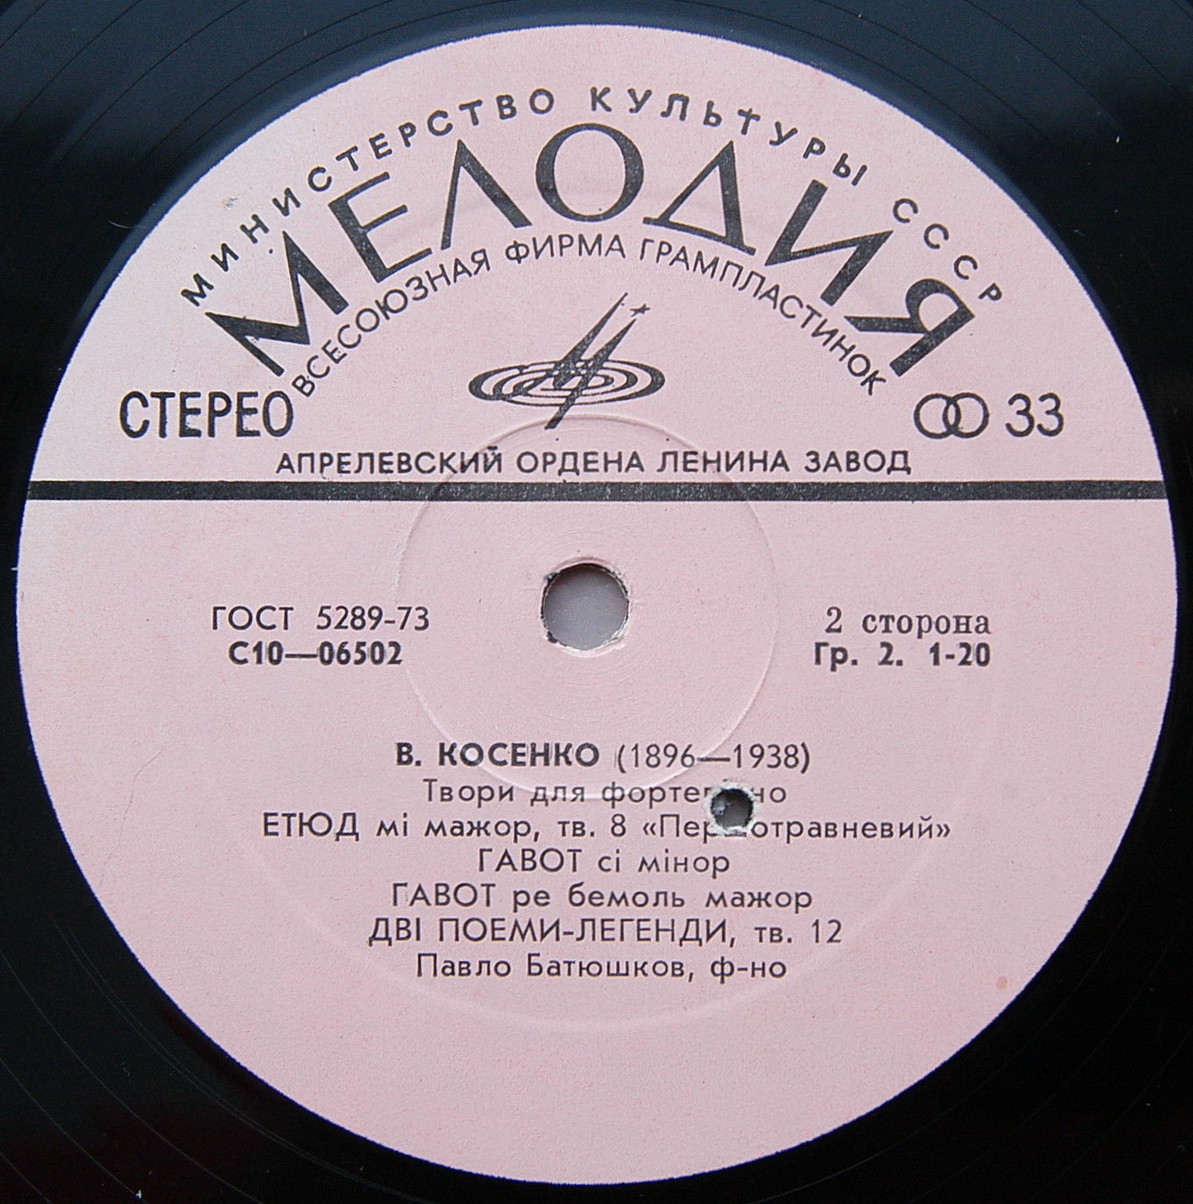 МИНИСТЕРСТВО КУЛЬТУРЫ СССР
МЕЛОДИЯ
ВСЕСОЮЗНАЯ ФИРМА ГРАМПЛАСТИНОК
СТЕРЕО
33
АПРЕЛЕВСКИЙ ОРДЕНА ЛЕНИНА ЗАВОД
ГОСТ 5289-73
С10—06502
2 сторона
Гр. 2. 1-20
В. КОСЕНКО (1896—1938)
Твори для
ЕТЮД мі мажор, тв. 8
ГАВОТ сі мінор
ГАВОТ ре бемоль мажор
ДВІ ПОЕМИ-ЛЕГЕНДИ, тв. 12
Павло Батюшков, ф-но